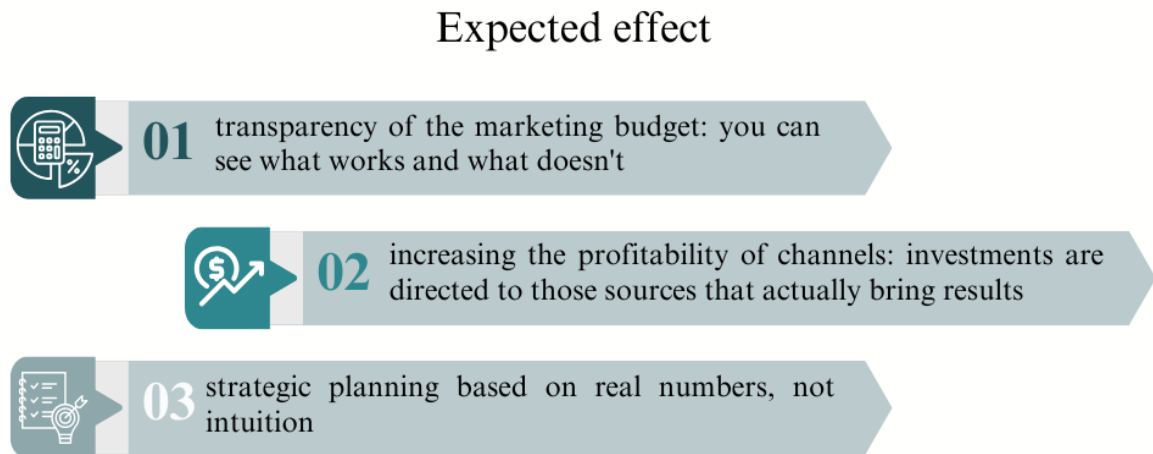 Expected effect
01
transparency of the marketing budget: you can
see what works and what doesn't
02
increasing the profitability of channels: investments are
directed to those sources that actually bring results
03
strategic planning based on real numbers, not
intuition